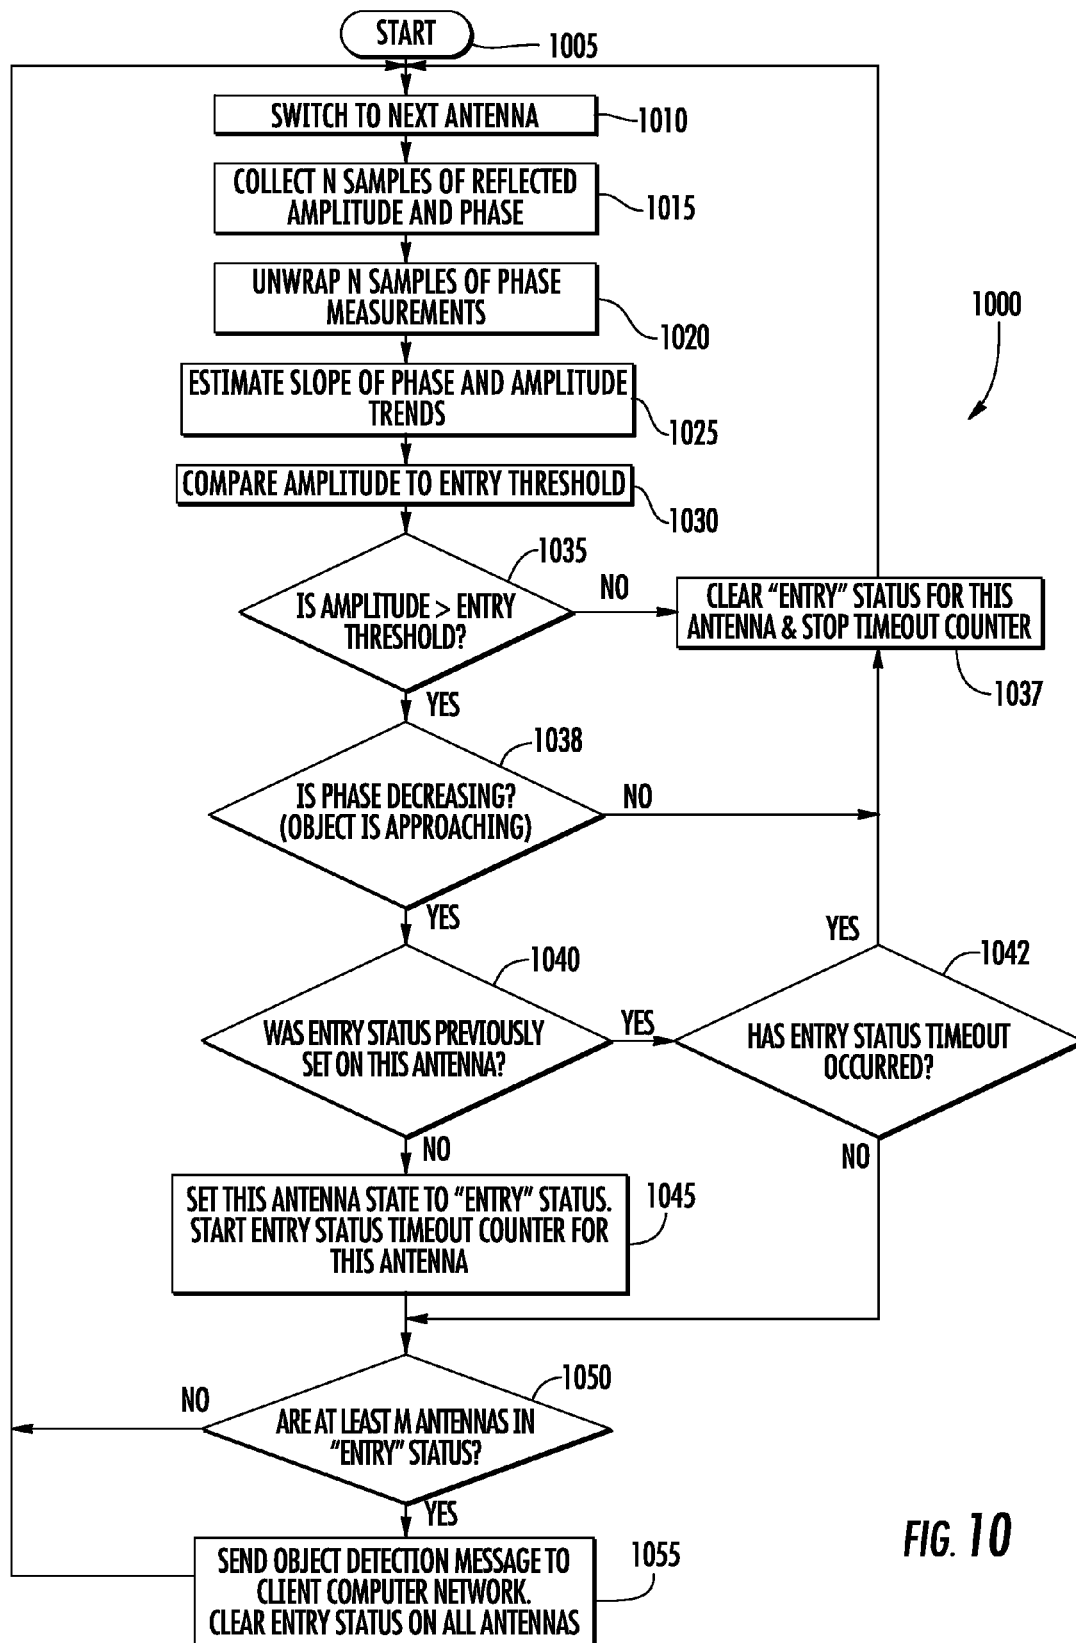 START
1005
SWITCH TO NEXT ANTENNA
1010
COLLECT N SAMPLES OF REFLECTED
AMPLITUDE AND PHASE
1015
UNWRAP N SAMPLES OF PHASE
MEASUREMENTS
1020
1000
ESTIMATE SLOPE OF PHASE AND AMPLITUDE
TRENDS
1025
COMPARE AMPLITUDE TO ENTRY THRESHOLD
1030
1035
IS AMPLITUDE > ENTRY
THRESHOLD?
NO
CLEAR “ENTRY” STATUS FOR THIS
ANTENNA & STOP TIMEOUT COUNTER
1037
YES
1038
IS PHASE DECREASING?
(OBJECT IS APPROACHING)
NO
YES
1040
WAS ENTRY STATUS PREVIOUSLY
SET ON THIS ANTENNA?
YES
YES
1042
HAS ENTRY STATUS TIMEOUT
OCCURRED?
NO
NO
SET THIS ANTENNA STATE TO “ENTRY” STATUS.
START ENTRY STATUS TIMEOUT COUNTER FOR
THIS ANTENNA
1045
1050
NO
ARE AT LEAST M ANTENNAS IN
“ENTRY” STATUS?
YES
SEND OBJECT DETECTION MESSAGE TO
CLIENT COMPUTER NETWORK.
CLEAR ENTRY STATUS ON ALL ANTENNAS
1055
FIG. 10